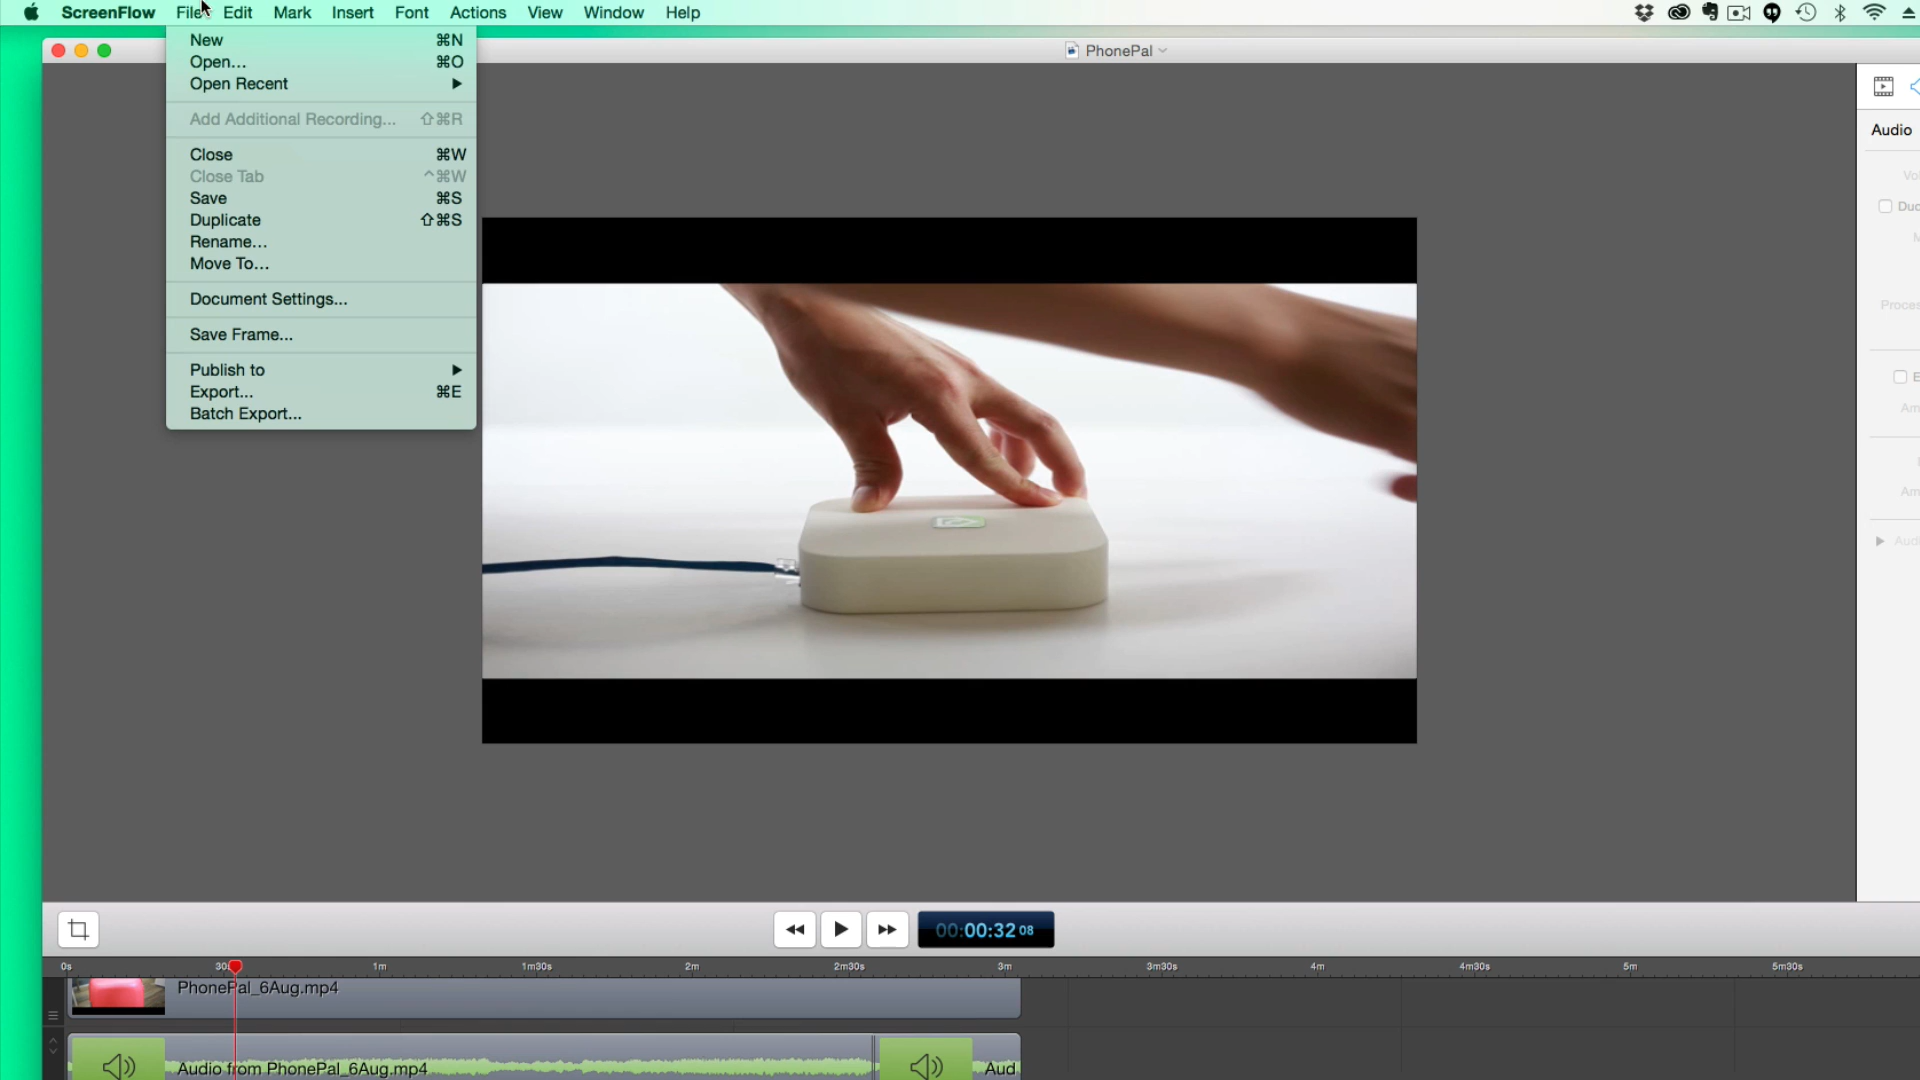 ScreenFlow File Edit Mark Insert Font Actions View Window Help
New ⌘N
Open... ⌘O
Open Recent
Add Additional Recording... ⇧⌘R
Close ⌘W
Close Tab ^⌘W
Save ⌘S
Duplicate ⇧⌘S
Rename...
Move To...
Document Settings...
Save Frame...
Publish to
Export... ⌘E
Batch Export...
PhonePal
Audio
00:00:32 08
0s 30s 1m 1m30s 2m 2m30s 3m 3m30s 4m 4m30s 5m 5m30s
PhonePal_6Aug.mp4
Audio from PhonePal_6Aug.mp4
Aud